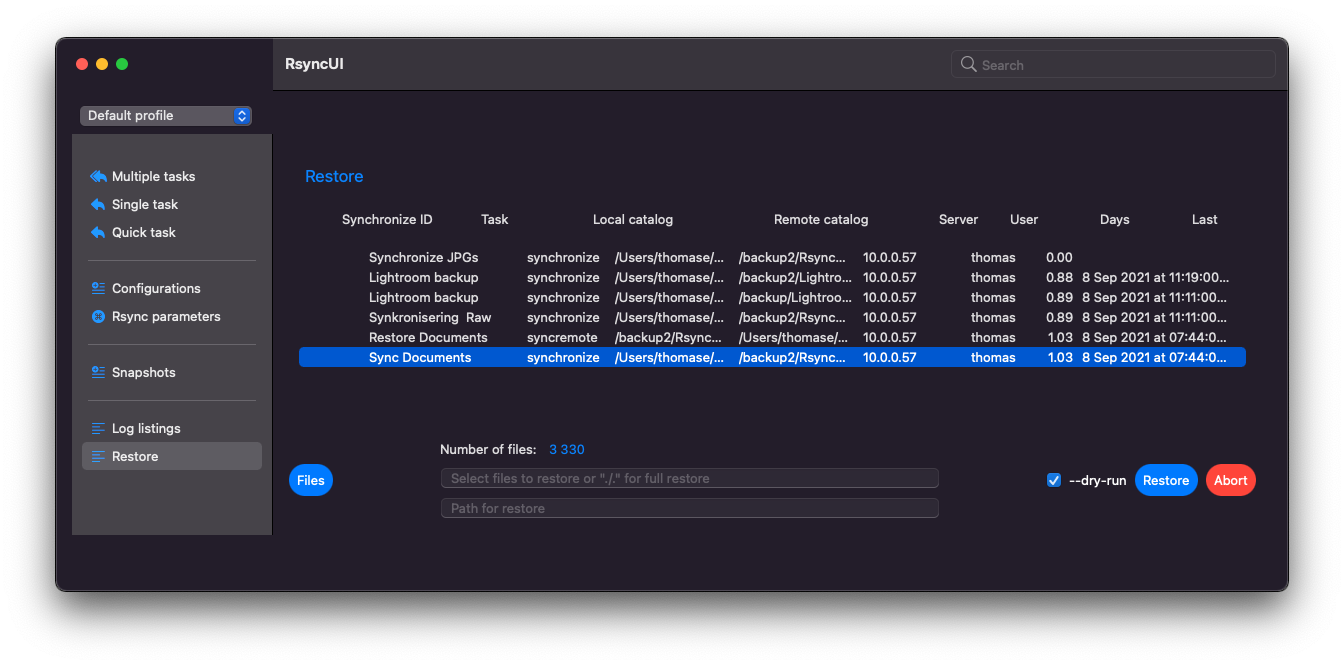 RsyncUI
Search
Default profile
Multiple tasks
Single task
Quick task
Configurations
Rsync parameters
Snapshots
Log listings
Restore
Restore
Synchronize ID Task Local catalog Remote catalog Server User Days Last
Synchronize JPGs synchronize /Users/thomase/... /backup2/Rsync... 10.0.0.57 thomas 0.00
Lightroom backup synchronize /Users/thomase/... /backup2/Lightro... 10.0.0.57 thomas 0.88 8 Sep 2021 at 11:19:00...
Lightroom backup synchronize /Users/thomase/... /backup/Lightroo... 10.0.0.57 thomas 0.89 8 Sep 2021 at 11:11:00...
Synkronisering Raw synchronize /Users/thomase/... /backup2/Rsync... 10.0.0.57 thomas 0.89 8 Sep 2021 at 11:11:00...
Restore Documents syncremote /backup2/Rsync... /Users/thomase/... 10.0.0.57 thomas 1.03 8 Sep 2021 at 07:44:0...
Sync Documents synchronize /Users/thomase/... /backup2/Rsync... 10.0.0.57 thomas 1.03 8 Sep 2021 at 07:44:0...
Number of files: 3 330
Files
Select files to restore or "./." for full restore
Path for restore
--dry-run
Restore
Abort